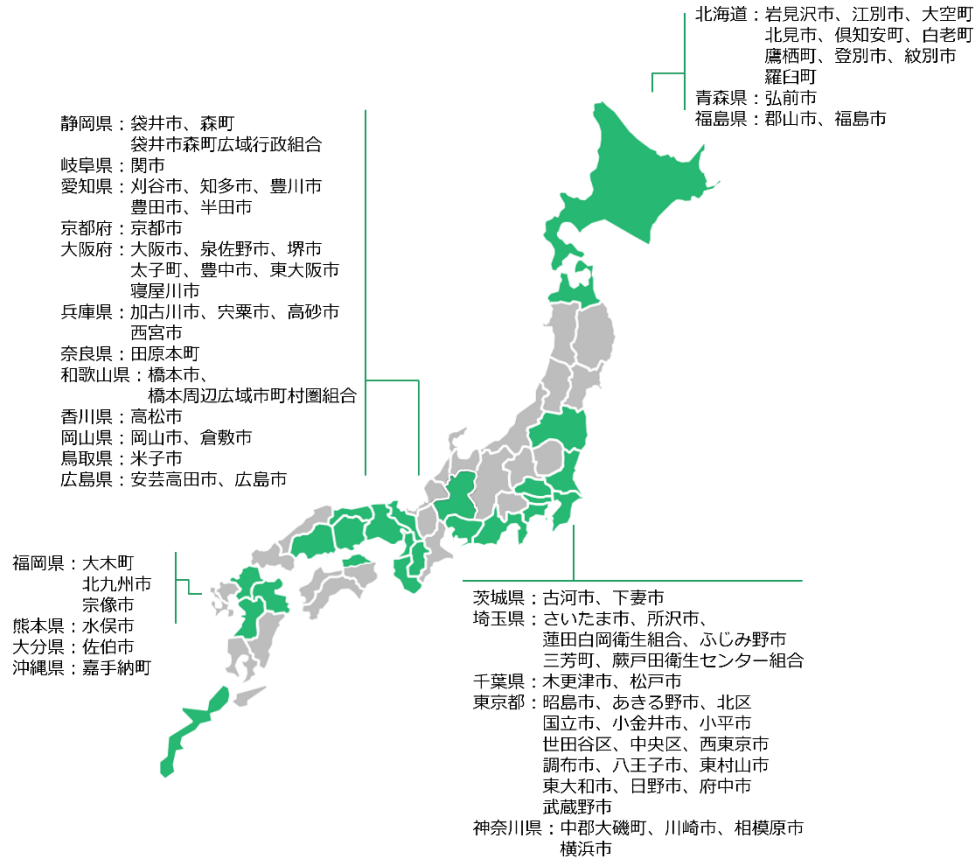 北海道：岩見沢市、江別市、大空町
北見市、倶知安町、白老町
鷹栖町、登別市、紋別市
羅臼町
青森県：弘前市
福島県：郡山市、福島市
静岡県：袋井市、森町
袋井市森町広域行政組合
岐阜県：関市
愛知県：刈谷市、知多市、豊川市
豊田市、半田市
京都府：京都市
大阪府：大阪市、泉佐野市、堺市
太子町、豊中市、東大阪市
寝屋川市
兵庫県：加古川市、宍粟市、高砂市
西宮市
奈良県：田原本町
和歌山県：橋本市、
橋本周辺広域市町村圏組合
香川県：高松市
岡山県：岡山市、倉敷市
鳥取県：米子市
広島県：安芸高田市、広島市
福岡県：大木町
北九州市
宗像市
熊本県：水俣市
大分県：佐伯市
沖縄県：嘉手納町
茨城県：古河市、下妻市
埼玉県：さいたま市、所沢市、
蓮田白岡衛生組合、ふじみ野市
三芳町、蕨戸田衛生センター組合
千葉県：木更津市、松戸市
東京都：昭島市、あきる野市、北区
国立市、小金井市、小平市
世田谷区、中央区、西東京市
調布市、八王子市、東村山市
東大和市、日野市、府中市
武蔵野市
神奈川県：中郡大磯町、川崎市、相模原市
横浜市